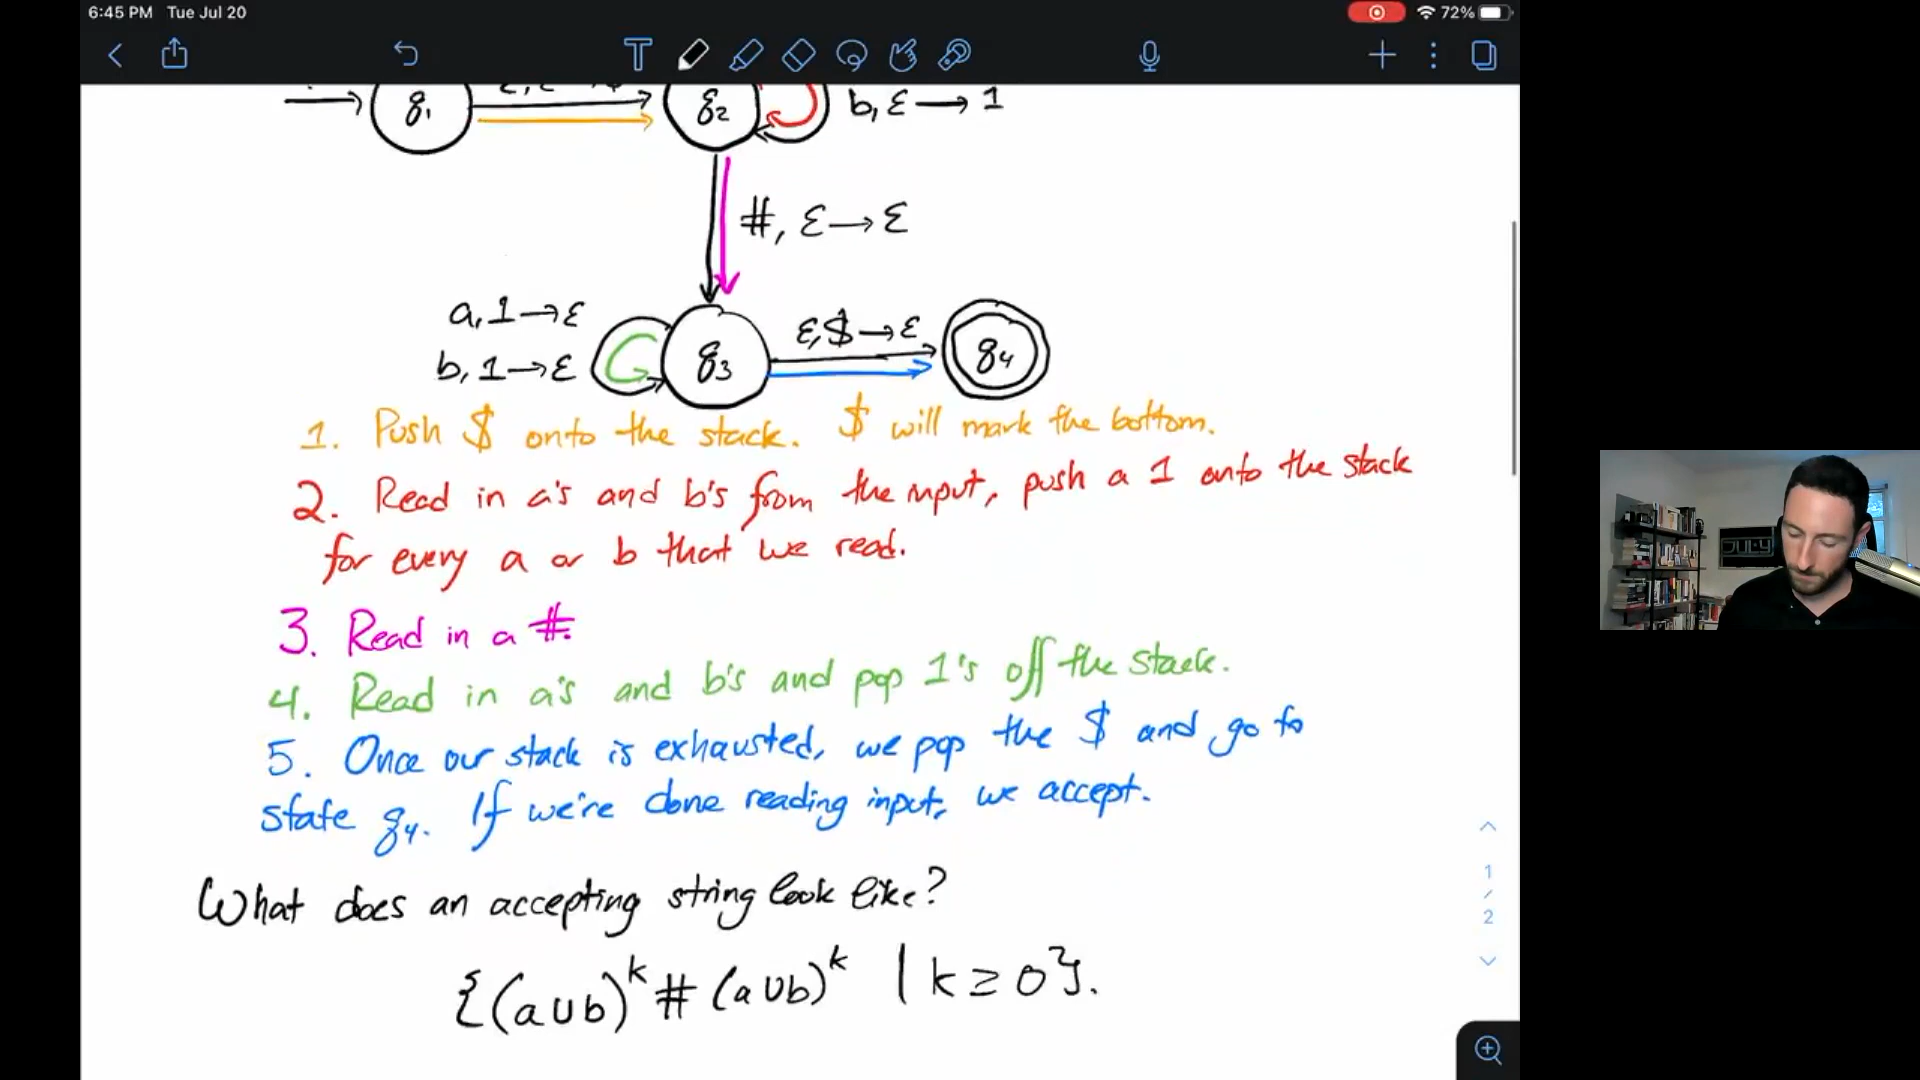 6:45 PM Tue Jul 20
72%
q1
q2
b, ε → 1
#, ε → ε
a, 1 → ε
b, 1 → ε
q3
ε, $ → ε
q4
1. Push $ onto the stack. $ will mark the bottom.
2. Read in a's and b's from the input, push a 1 onto the stack
for every a or b that we read.
3. Read in a #.
4. Read in a's and b's and pop 1's off the stack.
5. Once our stack is exhausted, we pop the $ and go to
state q4. If we're done reading input, we accept.
What does an accepting string look like?
{(a∪b)^k # (a∪b)^k | k ≥ 0}.
1
/
2
JULY